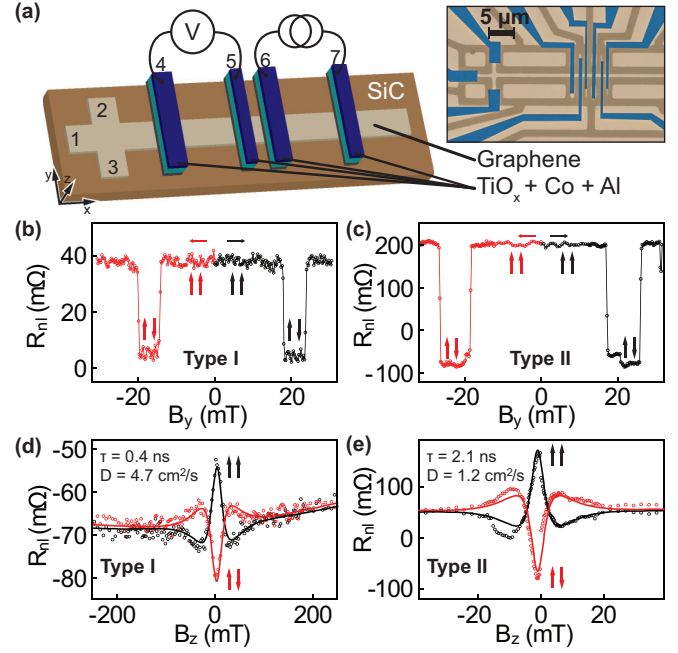 (a)
V
4
5
6
7
SiC
2
1
3
y
z
x
5 µm
Graphene
TiOx + Co + Al
(b)
Rnl (mΩ)
40
20
0
Type I
-20
0
20
By (mT)
(c)
Rnl (mΩ)
200
100
0
-100
Type II
-20
0
20
By (mT)
(d)
Rnl (mΩ)
-50
-60
-70
-80
τ = 0.4 ns
D = 4.7 cm²/s
Type I
-200
0
200
Bz (mT)
(e)
Rnl (mΩ)
100
0
-100
τ = 2.1 ns
D = 1.2 cm²/s
Type II
-20
0
20
Bz (mT)